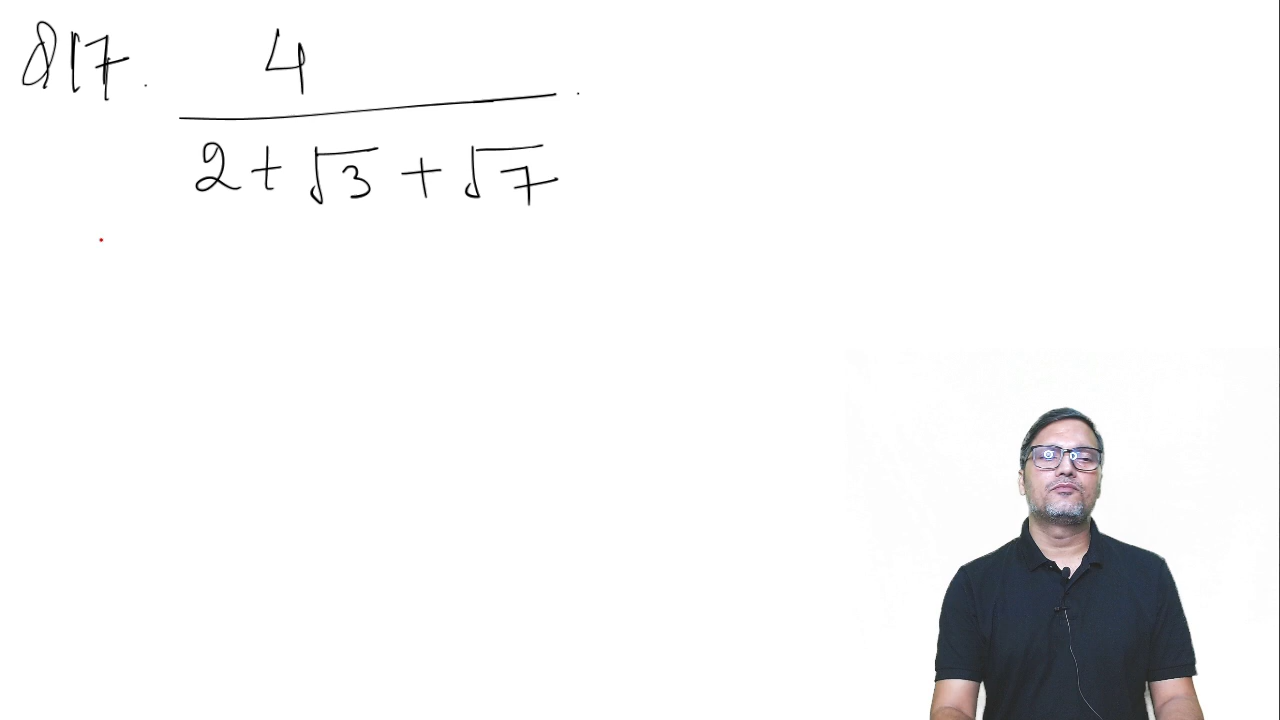 Q17. 4
2 + √3 + √7